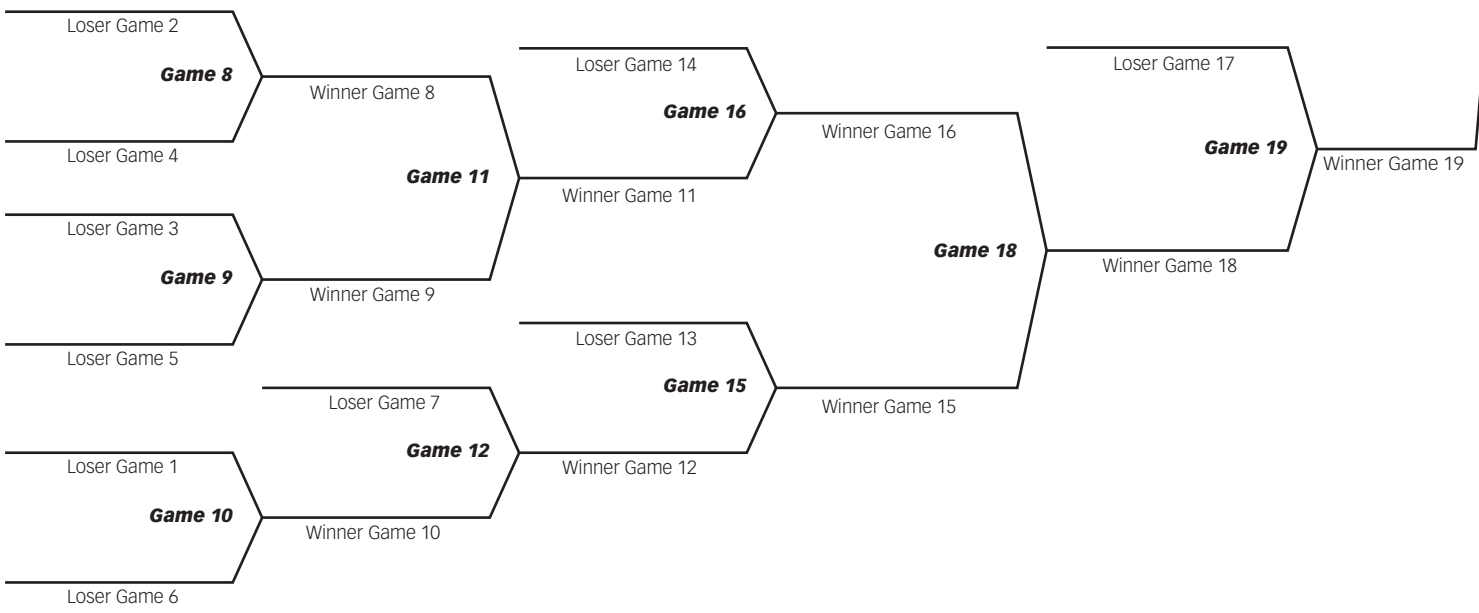 Loser Game 2
Game 8
Loser Game 4
Winner Game 8
Loser Game 3
Game 9
Loser Game 5
Winner Game 9
Game 11
Loser Game 14
Game 16
Winner Game 11
Winner Game 16
Loser Game 1
Game 10
Loser Game 6
Loser Game 7
Game 12
Winner Game 10
Loser Game 13
Game 15
Winner Game 12
Winner Game 15
Game 18
Loser Game 17
Game 19
Winner Game 18
Winner Game 19